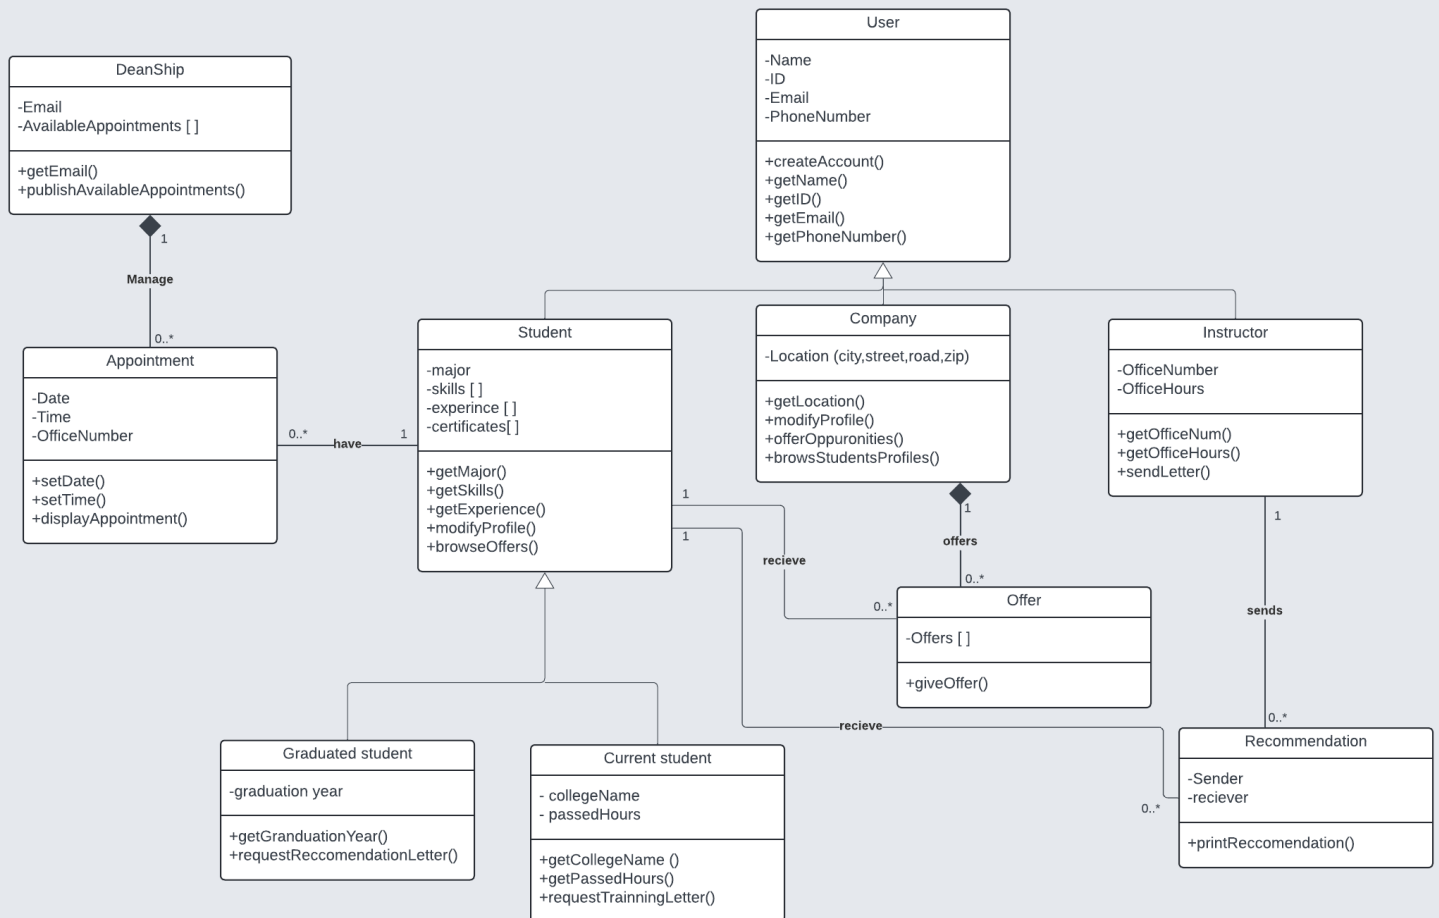 User
-Name
-ID
-Email
-PhoneNumber
+createAccount()
+getName()
+getID()
+getEmail()
+getPhoneNumber()
DeanShip
-Email
-AvailableAppointments [ ]
+getEmail()
+publishAvailableAppointments()
1
Manage
0..*
Appointment
-Date
-Time
-OfficeNumber
+setDate()
+setTime()
+displayAppointment()
0..*
have
1
Student
-major
-skills [ ]
-experince [ ]
-certificates[ ]
+getMajor()
+getSkills()
+getExperience()
+modifyProfile()
+browseOffers()
Company
-Location (city,street,road,zip)
+getLocation()
+modifyProfile()
+offerOppuronities()
+browsStudentsProfiles()
Instructor
-OfficeNumber
-OfficeHours
+getOfficeNum()
+getOfficeHours()
+sendLetter()
1
recieve
0..*
1
recieve
0..*
1
offers
0..*
Offer
-Offers [ ]
+giveOffer()
1
sends
0..*
Recommendation
-Sender
-reciever
+printReccomendation()
Graduated student
-graduation year
+getGranduationYear()
+requestReccomendationLetter()
Current student
- collegeName
- passedHours
+getCollegeName ()
+getPassedHours()
+requestTrainningLetter()